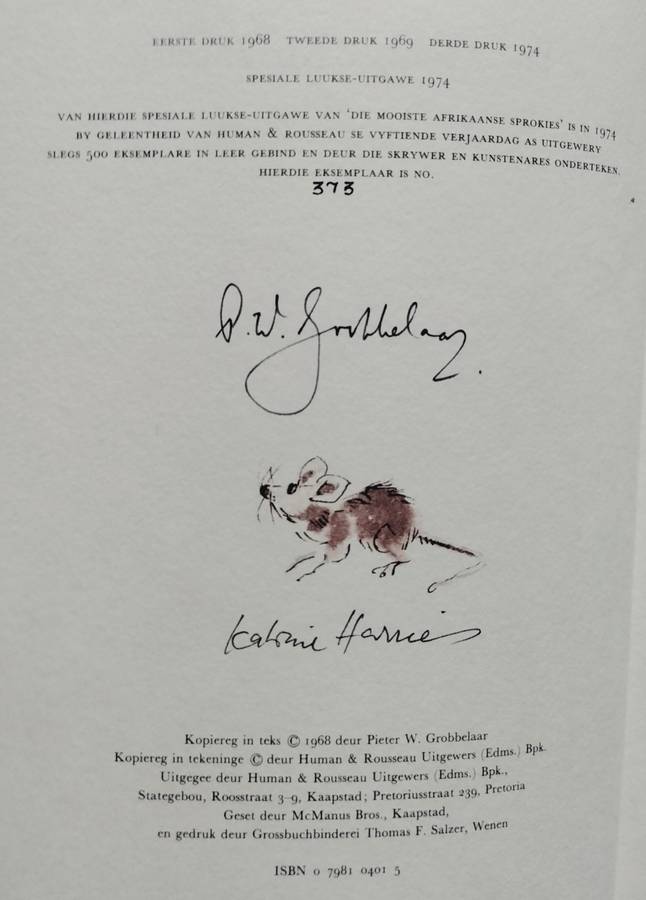 EERSTE DRUK 1968 TWEEDE DRUK 1969 DERDE DRUK 1974
SPESIALE LUUKSE-UITGAWE 1974
VAN HIERDIE SPESIALE LUUKSE-UITGAWE VAN 'DIE MOOISTE AFRIKAANSE SPROKIES' IS IN 1974
BY GELEENTHEID VAN HUMAN & ROUSSEAU SE VYFTIENDE VERJAARDAG AS UITGEWERY
SLEGS 500 EKSEMPLARE IN LEER GEBIND EN DEUR DIE SKRYWER EN KUNSTENARES ONDERTEKEN.
HIERDIE EKSEMPLAAR IS NO.
373
P.W. Grobbelaar.
Katrine Harries
Kopiereg in teks © 1968 deur Pieter W. Grobbelaar
Kopiereg in tekeninge © deur Human & Rousseau Uitgewers (Edms.) Bpk.
Uitgegee deur Human & Rousseau Uitgewers (Edms.) Bpk.,
Stategebou, Roosstraat 3-9, Kaapstad; Pretoriusstraat 239, Pretoria
Geset deur McManus Bros., Kaapstad,
en gedruk deur Grossbuchbinderei Thomas F. Salzer, Wenen
ISBN 0 7981 0401 5